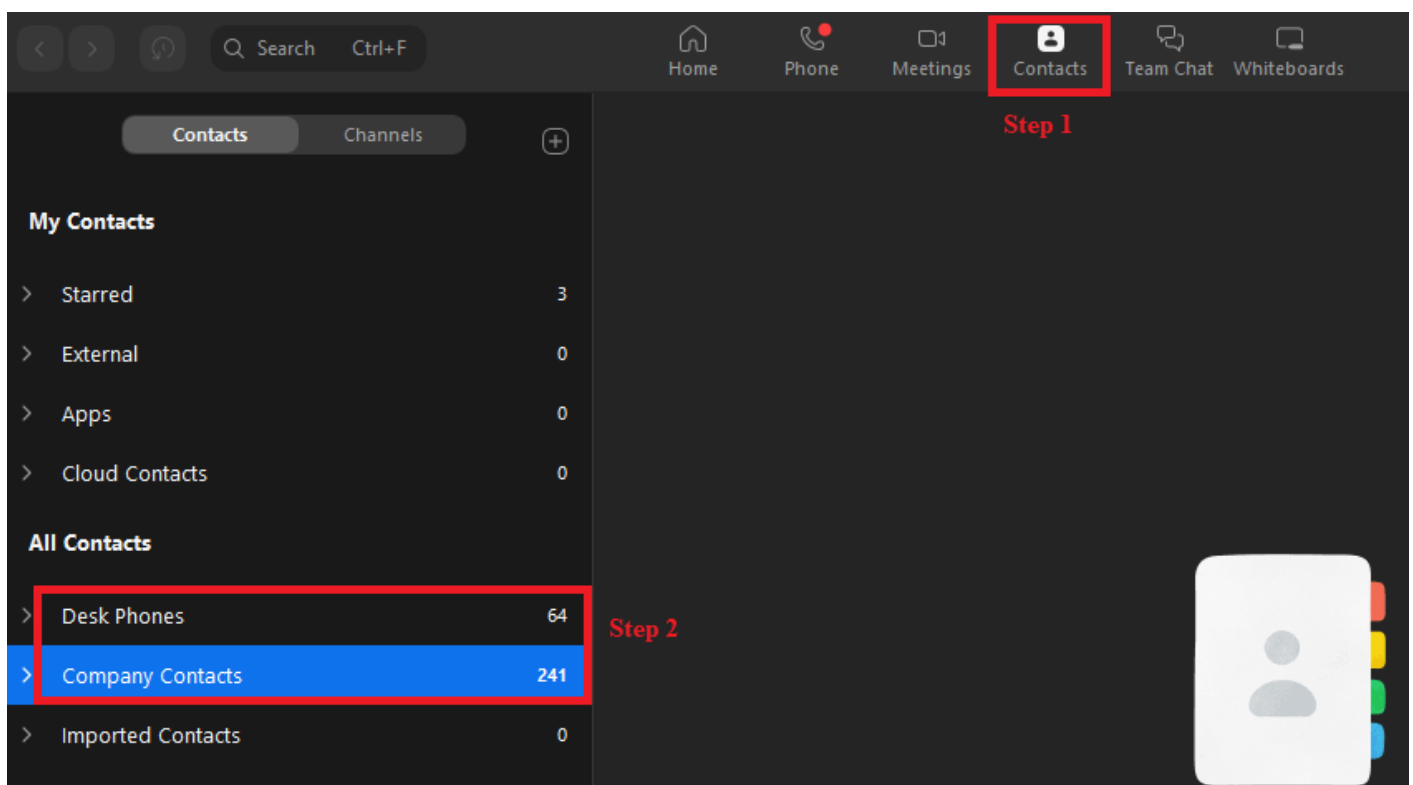 Search Ctrl+F
Home Phone Meetings Contacts Team Chat Whiteboards
Step 1
Contacts Channels
My Contacts
Starred 3
External 0
Apps 0
Cloud Contacts 0
All Contacts
Desk Phones 64
Step 2
Company Contacts 241
Imported Contacts 0